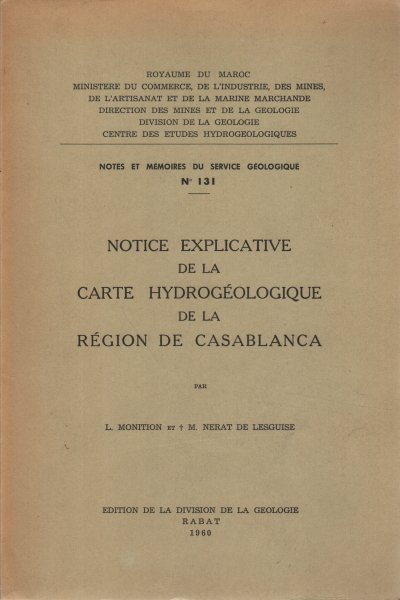 ROYAUME DU MAROC
MINISTERE DU COMMERCE, DE L'INDUSTRIE, DES MINES,
DE L'ARTISANAT ET DE LA MARINE MARCHANDE
DIRECTION DES MINES ET DE LA GEOLOGIE
DIVISION DE LA GEOLOGIE
CENTRE DES ETUDES HYDROGEOLOGIQUES
NOTES ET MÉMOIRES DU SERVICE GÉOLOGIQUE
N° 131
NOTICE EXPLICATIVE
DE LA
CARTE HYDROGÉOLOGIQUE
DE LA
RÉGION DE CASABLANCA
PAR
L. MONITION ET † M. NERAT DE LESGUISE
EDITION DE LA DIVISION DE LA GEOLOGIE
RABAT
1960